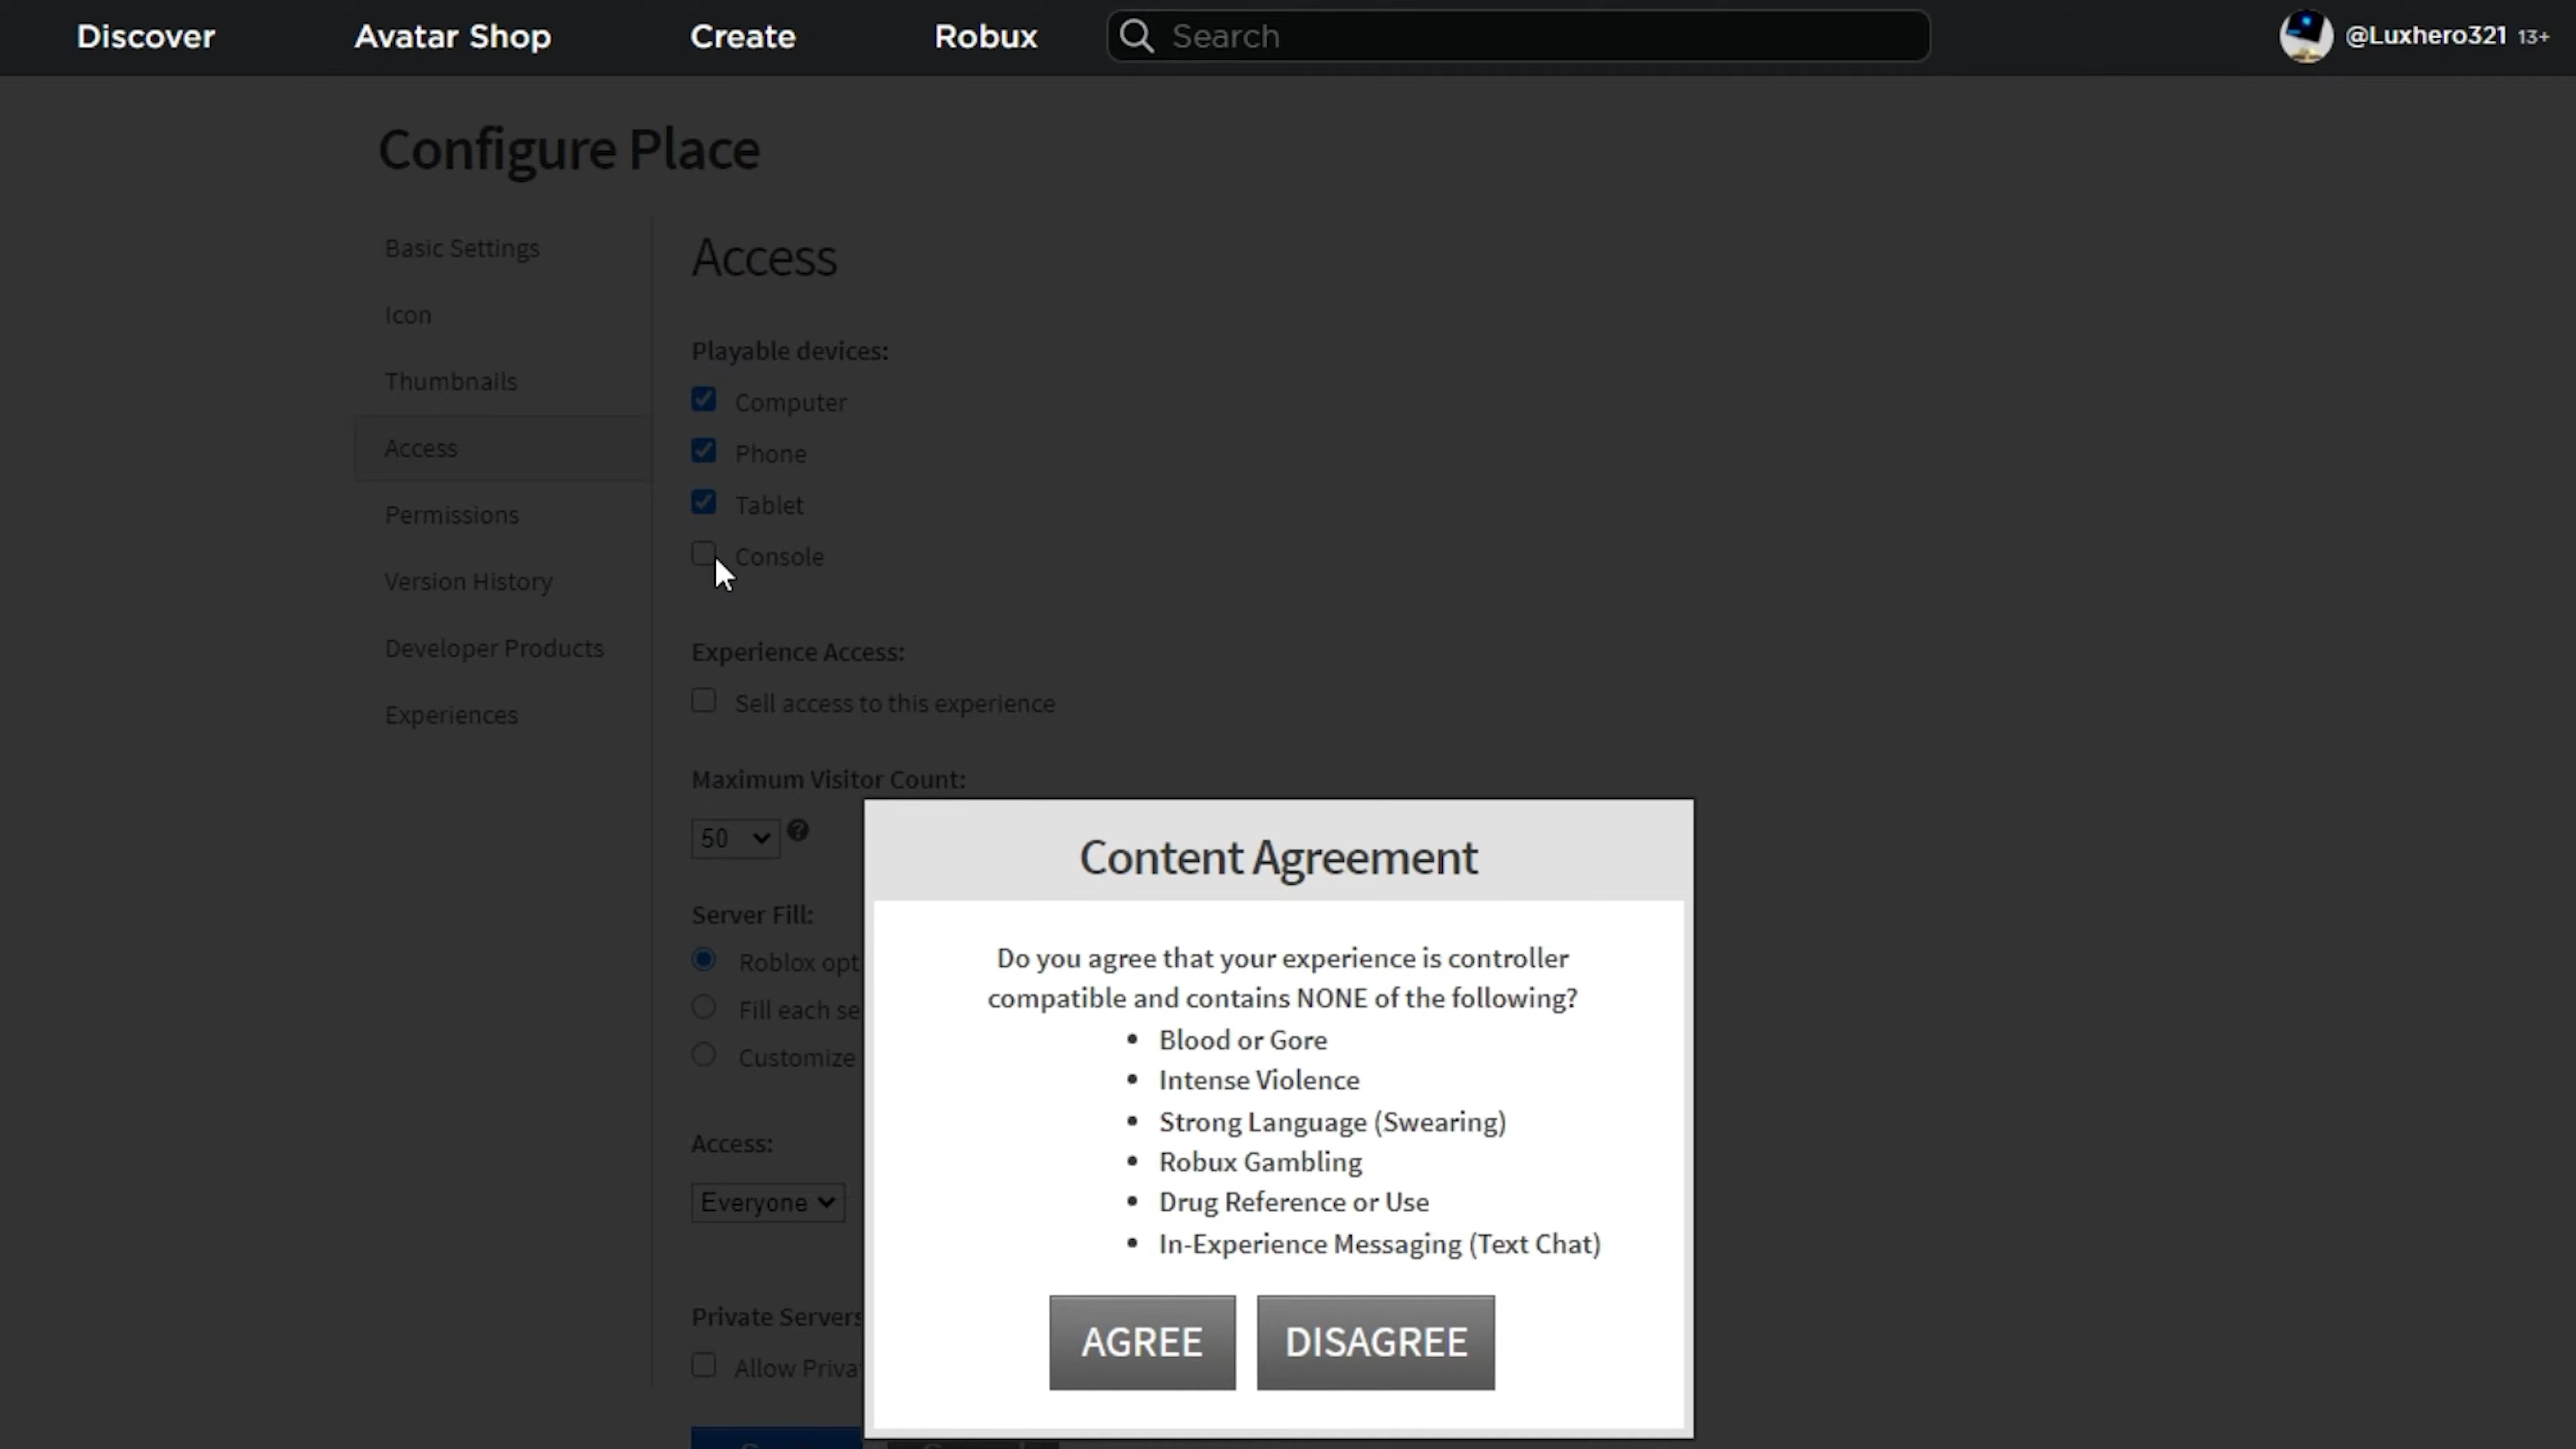 Discover Avatar Shop Create Robux Search @Luxhero321 13+
Configure Place
Basic Settings
Icon
Thumbnails
Access
Permissions
Version History
Developer Products
Experiences
Access
Playable devices:
Computer
Phone
Tablet
Console
Experience Access:
Sell access to this experience
Maximum Visitor Count:
50
Server Fill:
Roblox opt
Fill each se
Customize
Access:
Everyone
Private Servers
Allow Priva
Content Agreement
Do you agree that your experience is controller
compatible and contains NONE of the following?
• Blood or Gore
• Intense Violence
• Strong Language (Swearing)
• Robux Gambling
• Drug Reference or Use
• In-Experience Messaging (Text Chat)
AGREE DISAGREE